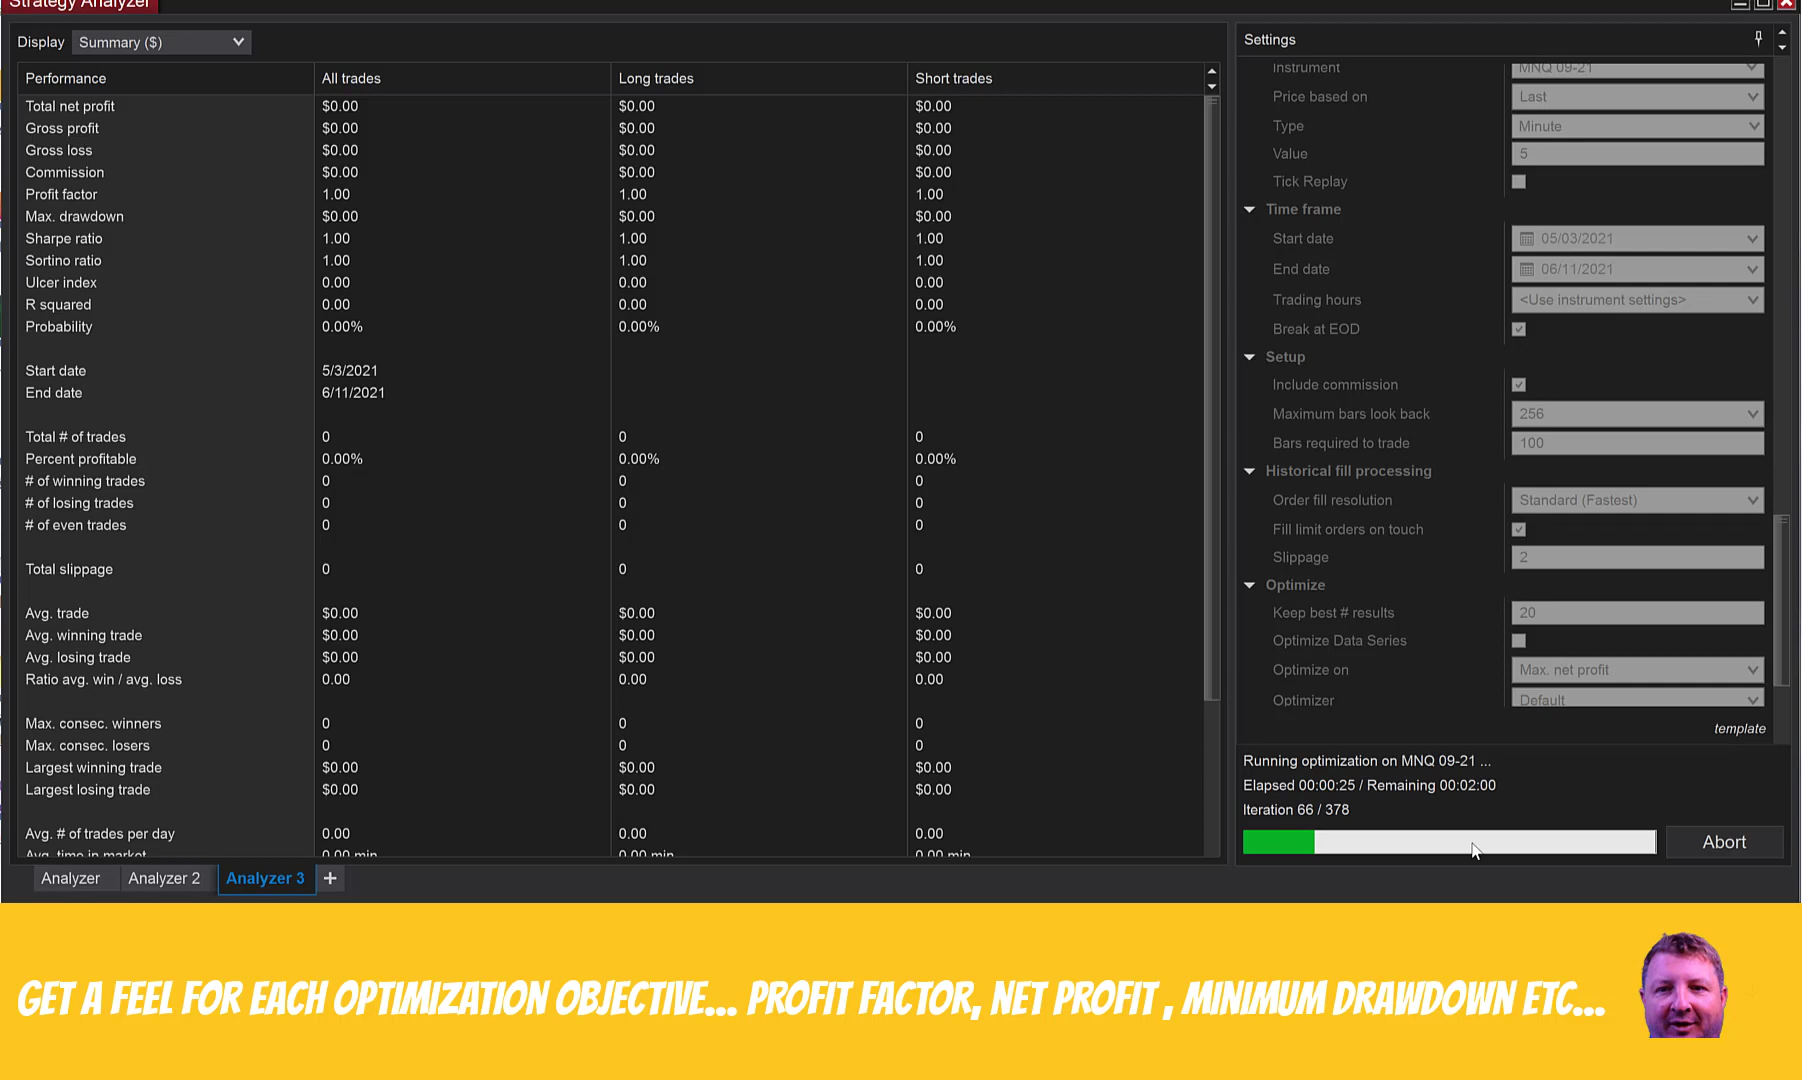 Strategy Analyzer
Display Summary ($)
Performance All trades Long trades Short trades
Total net profit $0.00 $0.00 $0.00
Gross profit $0.00 $0.00 $0.00
Gross loss $0.00 $0.00 $0.00
Commission $0.00 $0.00 $0.00
Profit factor 1.00 1.00 1.00
Max. drawdown $0.00 $0.00 $0.00
Sharpe ratio 1.00 1.00 1.00
Sortino ratio 1.00 1.00 1.00
Ulcer index 0.00 0.00 0.00
R squared 0.00 0.00 0.00
Probability 0.00% 0.00% 0.00%
Start date 5/3/2021
End date 6/11/2021
Total # of trades 0 0 0
Percent profitable 0.00% 0.00% 0.00%
# of winning trades 0 0 0
# of losing trades 0 0 0
# of even trades 0 0 0
Total slippage 0 0 0
Avg. trade $0.00 $0.00 $0.00
Avg. winning trade $0.00 $0.00 $0.00
Avg. losing trade $0.00 $0.00 $0.00
Ratio avg. win / avg. loss 0.00 0.00 0.00
Max. consec. winners 0 0 0
Max. consec. losers 0 0 0
Largest winning trade $0.00 $0.00 $0.00
Largest losing trade $0.00 $0.00 $0.00
Avg. # of trades per day 0.00 0.00 0.00
Avg. time in market 0.00 min 0.00 min 0.00 min
Analyzer Analyzer 2 Analyzer 3 +
Settings
Instrument MNQ 09-21
Price based on Last
Type Minute
Value 5
Tick Replay
Time frame
Start date 05/03/2021
End date 06/11/2021
Trading hours <Use instrument settings>
Break at EOD
Setup
Include commission
Maximum bars look back 256
Bars required to trade 100
Historical fill processing
Order fill resolution Standard (Fastest)
Fill limit orders on touch
Slippage 2
Optimize
Keep best # results 20
Optimize Data Series
Optimize on Max. net profit
Optimizer Default
template
Running optimization on MNQ 09-21 ...
Elapsed 00:00:25 / Remaining 00:02:00
Iteration 66 / 378
Abort
GET A FEEL FOR EACH OPTIMIZATION OBJECTIVE... PROFIT FACTOR, NET PROFIT , MINIMUM DRAWDOWN ETC...